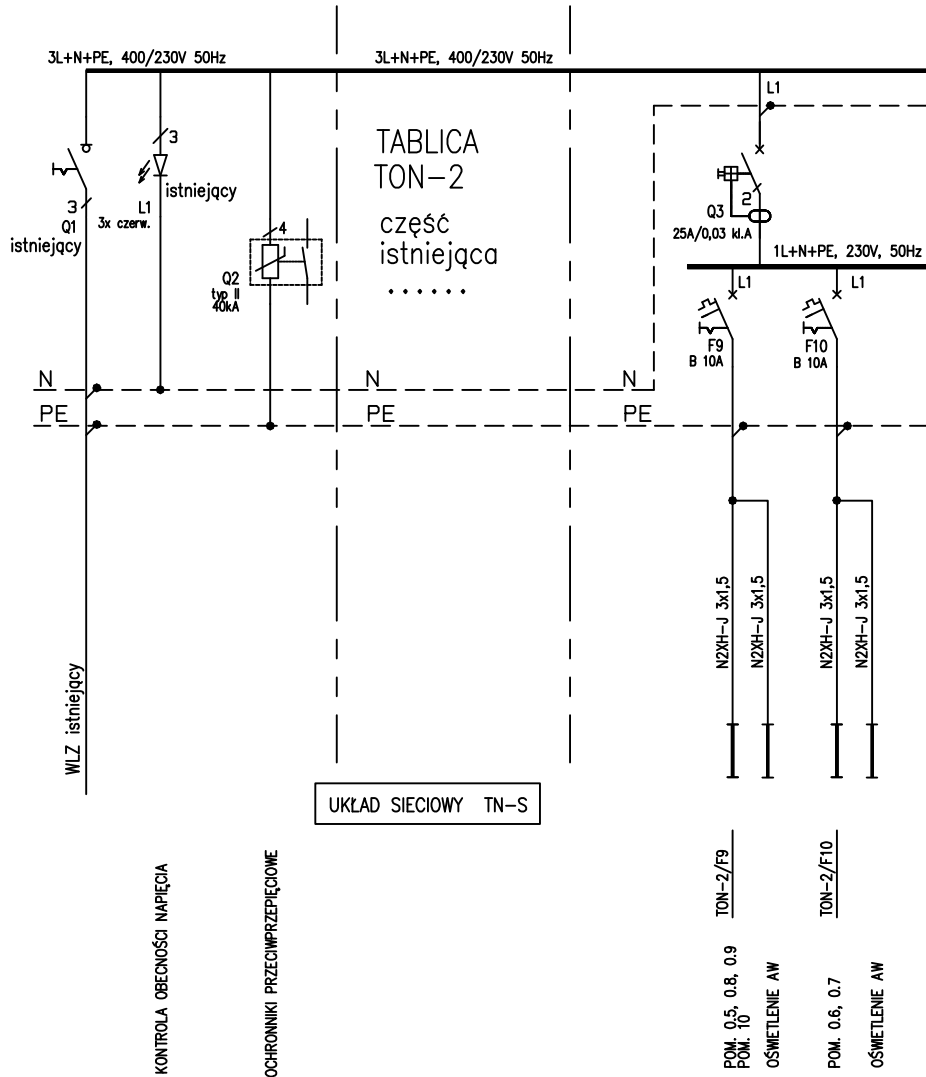 3L+N+PE, 400/230V 50Hz
3L+N+PE, 400/230V 50Hz
L1
3
istniejący
L1
3x czerw.
3
Q1
istniejący
TABLICA
TON-2
część
istniejąca
......
4
Q2
typ II
40kA
2
Q3
25A/0,03 kl.A
1L+N+PE, 230V, 50Hz
L1
L1
F9
B 10A
F10
B 10A
N
N
N
PE
PE
PE
N2XH-J 3x1,5
N2XH-J 3x1,5
N2XH-J 3x1,5
N2XH-J 3x1,5
WLZ istniejący
UKŁAD SIECIOWY TN-S
TON-2/F9
TON-2/F10
KONTROLA OBECNOŚCI NAPIĘCIA
OCHRONNIKI PRZECIWPRZEPIĘCIOWE
POM. 0.5, 0.8, 0.9
POM. 10
OŚWIETLENIE AW
POM. 0.6, 0.7
OŚWIETLENIE AW